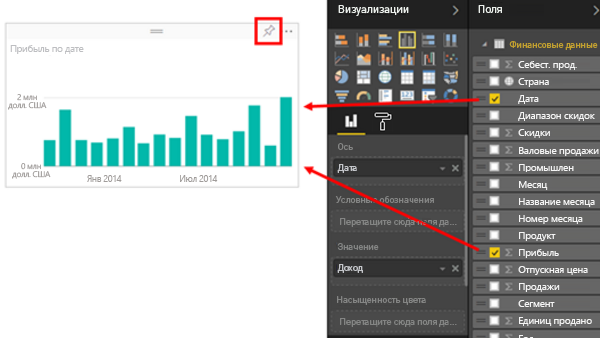 Прибыль по дате
2 млн
долл. США
0 млн
долл. США
Янв 2014
Июл 2014
Визуализации
Ось
Дата
Условные обозначения
Перетащите сюда поля да...
Значение
Доход
Насыщенность цвета
Перетащите сюда поля да...
Поля
Финансовые данные
Себест. прод.
Страна
Дата
Диапазон скидок
Скидки
Валовые продажи
Промышлен
Месяц
Название месяца
Номер месяца
Продукт
Прибыль
Отпускная цена
Продажи
Сегмент
Единиц продано